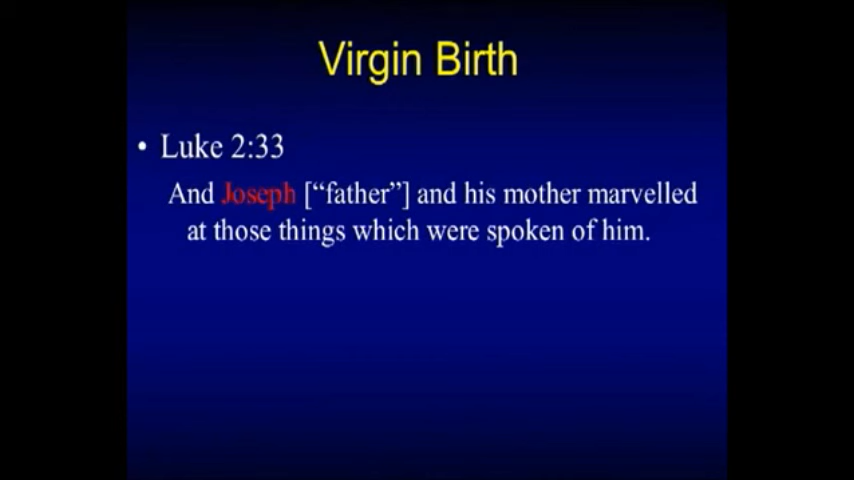 Virgin Birth
• Luke 2:33
And Joseph [“father”] and his mother marvelled
at those things which were spoken of him.